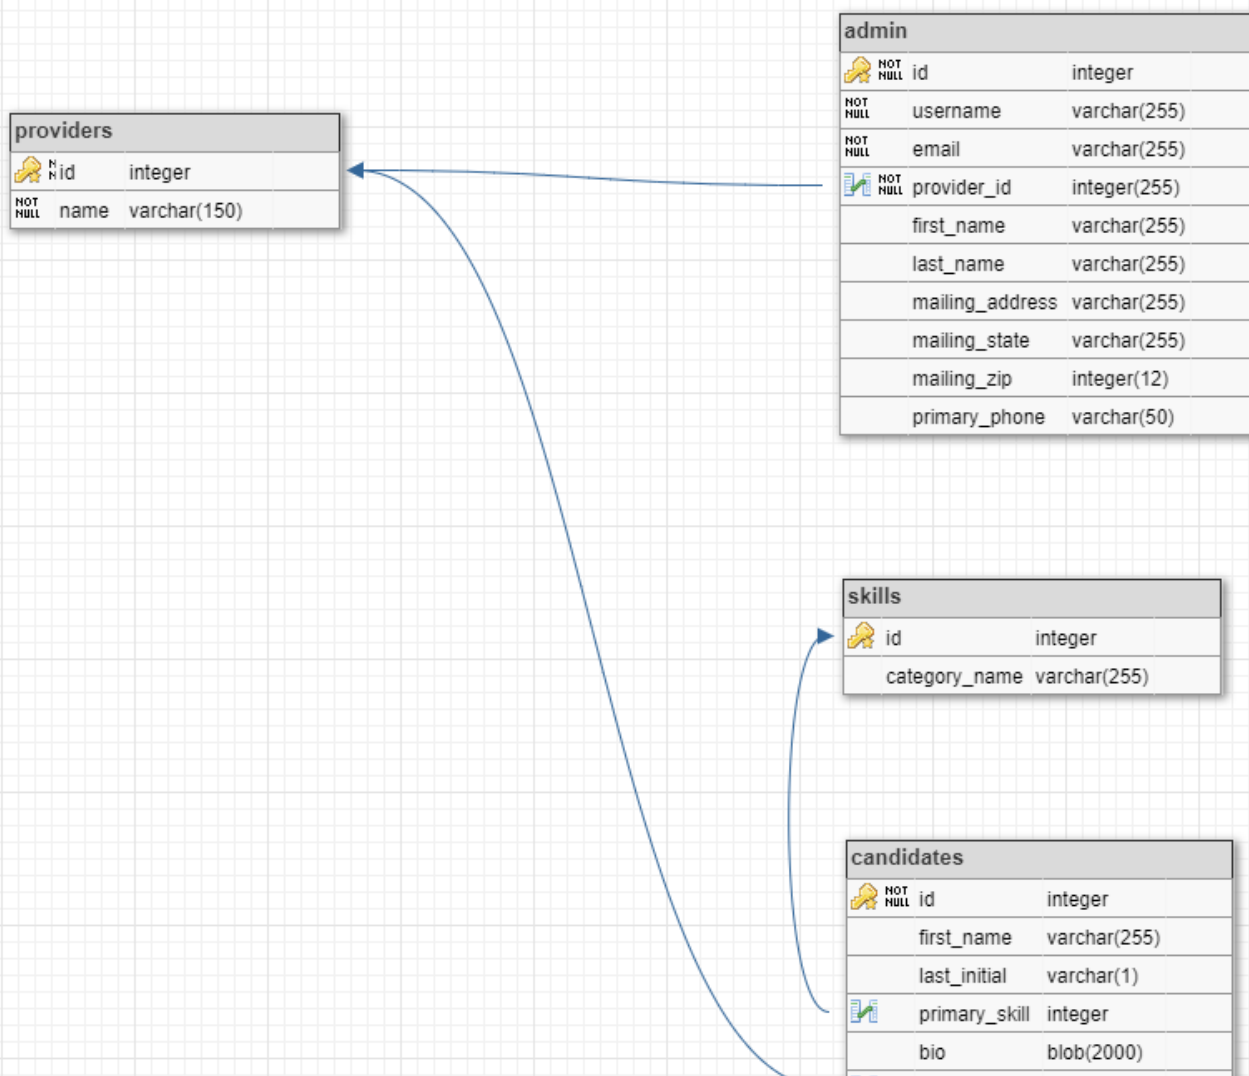 admin
NOT NULL id integer
NOT NULL username varchar(255)
NOT NULL email varchar(255)
NOT NULL provider_id integer(255)
first_name varchar(255)
last_name varchar(255)
mailing_address varchar(255)
mailing_state varchar(255)
mailing_zip integer(12)
primary_phone varchar(50)
providers
N N id integer
NOT NULL name varchar(150)
skills
id integer
category_name varchar(255)
candidates
NOT NULL id integer
first_name varchar(255)
last_initial varchar(1)
primary_skill integer
bio blob(2000)